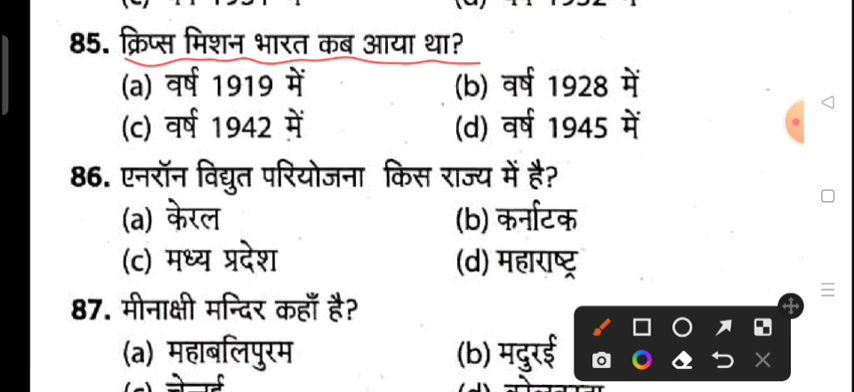 85. क्रिप्स मिशन भारत कब आया था?
(a) वर्ष 1919 में (b) वर्ष 1928 में
(c) वर्ष 1942 में (d) वर्ष 1945 में
86. एनरॉन विद्युत परियोजना किस राज्य में है?
(a) केरल (b) कर्नाटक
(c) मध्य प्रदेश (d) महाराष्ट्र
87. मीनाक्षी मन्दिर कहाँ है?
(a) महाबलिपुरम (b) मदुरई